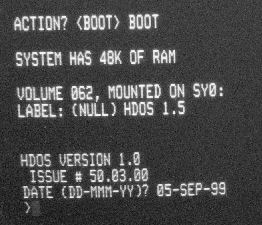 ACTION? <BOOT> BOOT
SYSTEM HAS 48K OF RAM
VOLUME 062, MOUNTED ON SY0:
LABEL: (NULL) HDOS 1.5
HDOS VERSION 1.0
ISSUE # 50.03.00
DATE (DD-MMM-YY)? 05-SEP-99
>